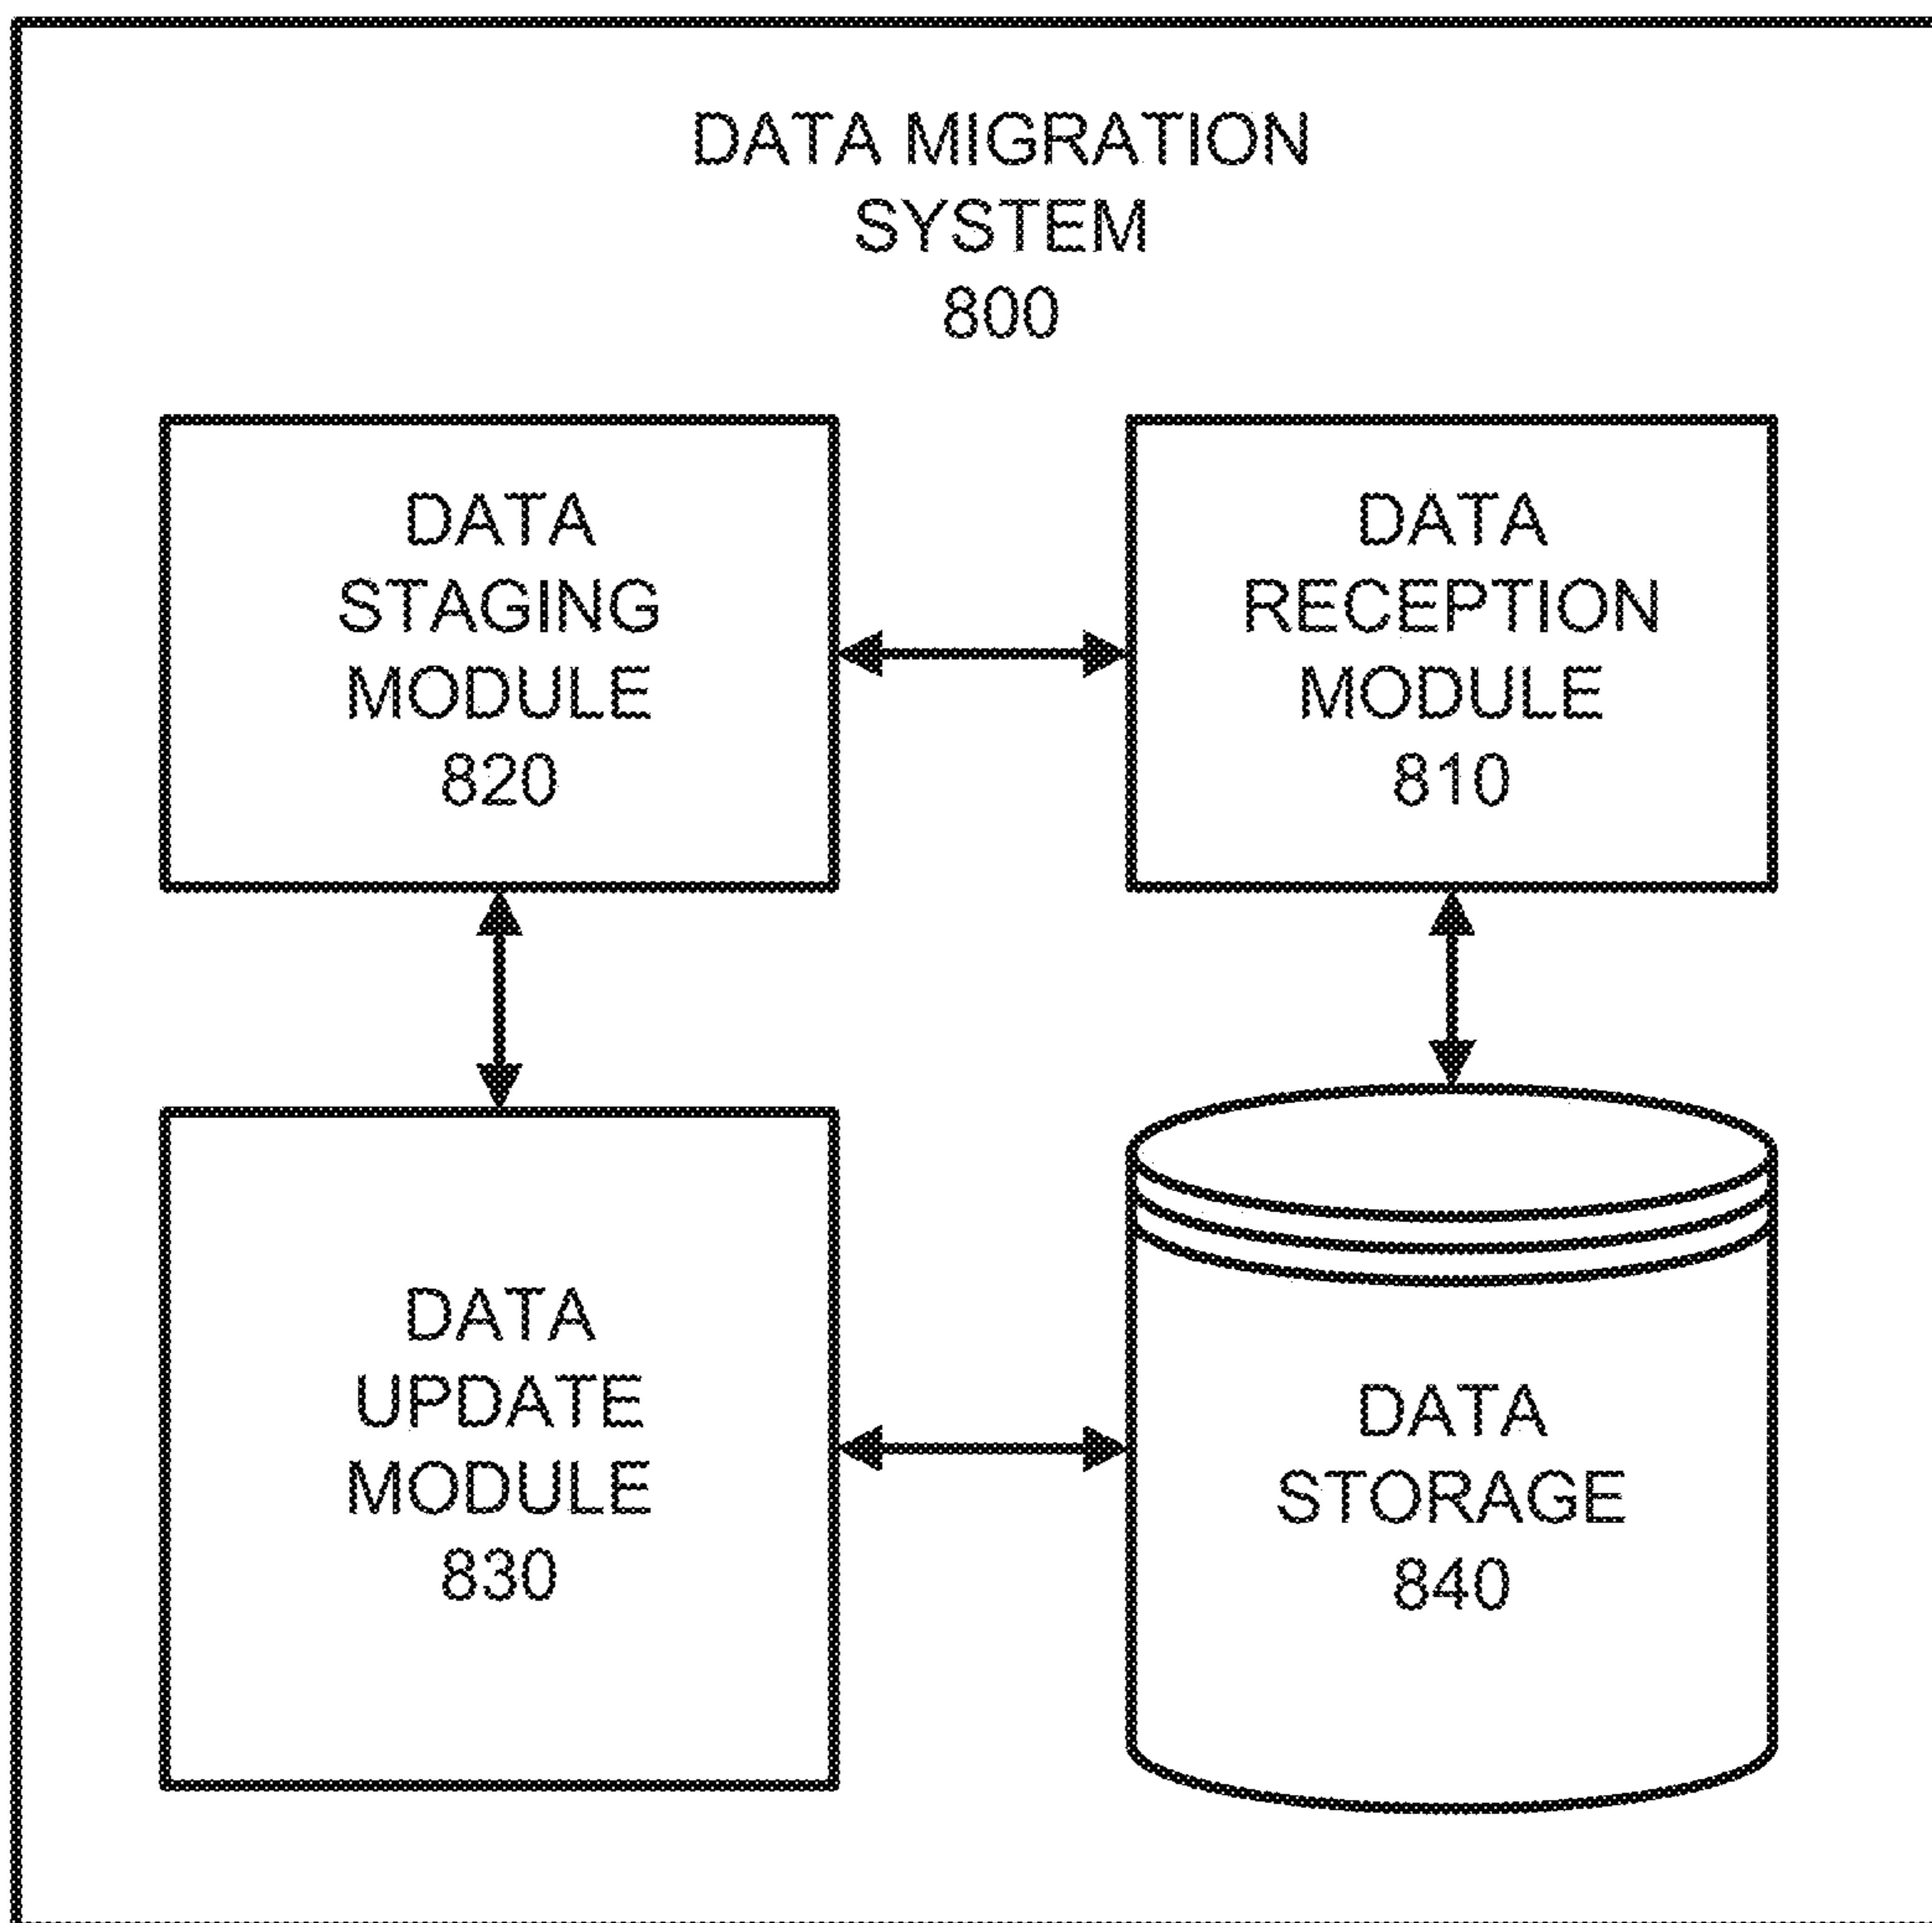 DATA MIGRATION
SYSTEM
800
DATA
STAGING
MODULE
820
DATA
RECEPTION
MODULE
810
DATA
UPDATE
MODULE
830
DATA
STORAGE
840